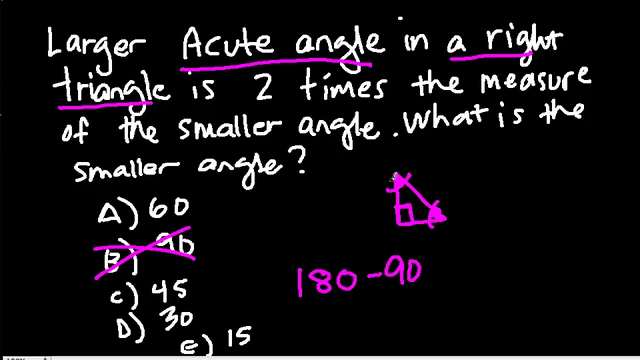 Larger Acute angle in a right
triangle is 2 times the measure
of the smaller angle. What is the
smaller angle?
A) 60
B) 90
C) 45
D) 30
E) 15
180-90